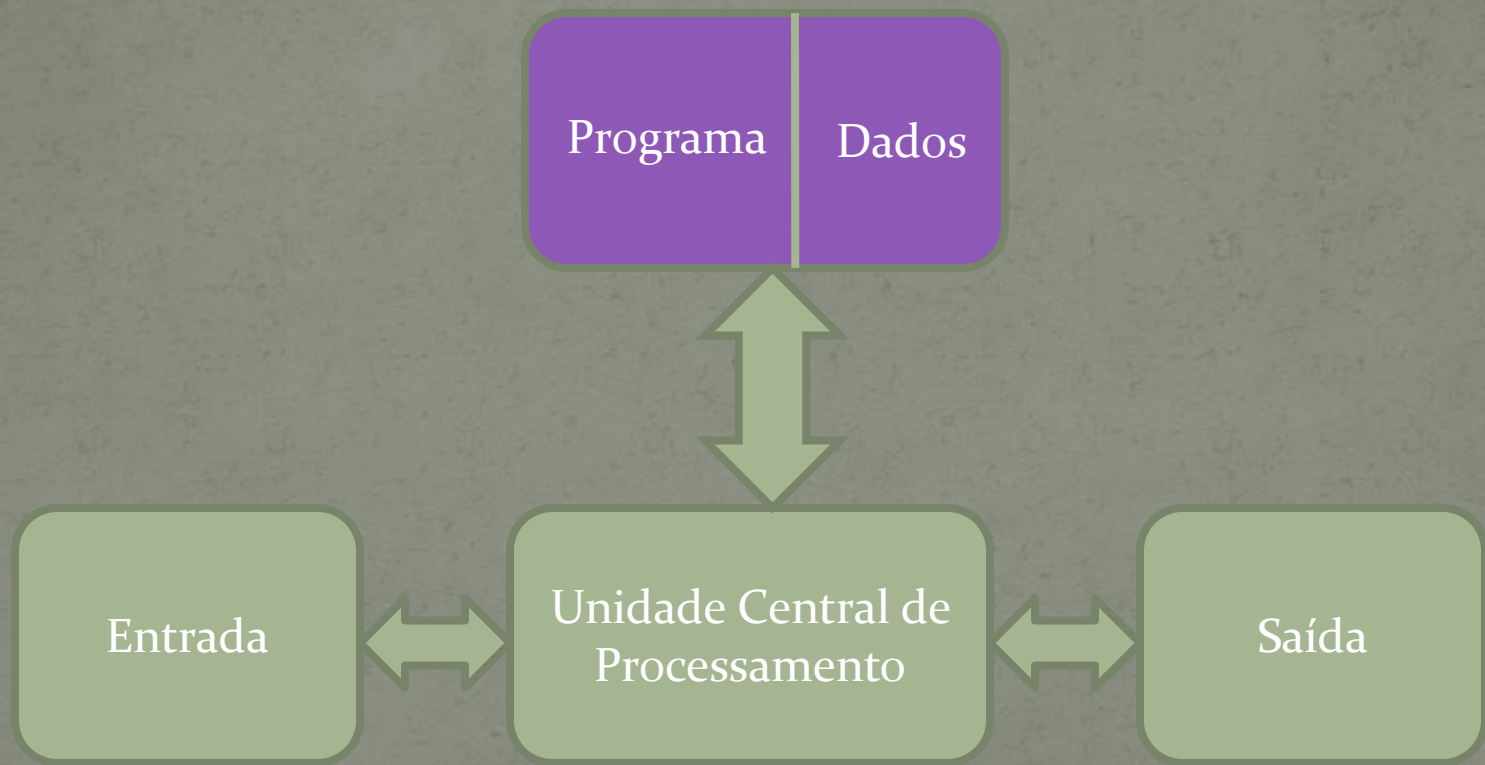 Programa
Dados
Entrada
Unidade Central de
Processamento
Saída